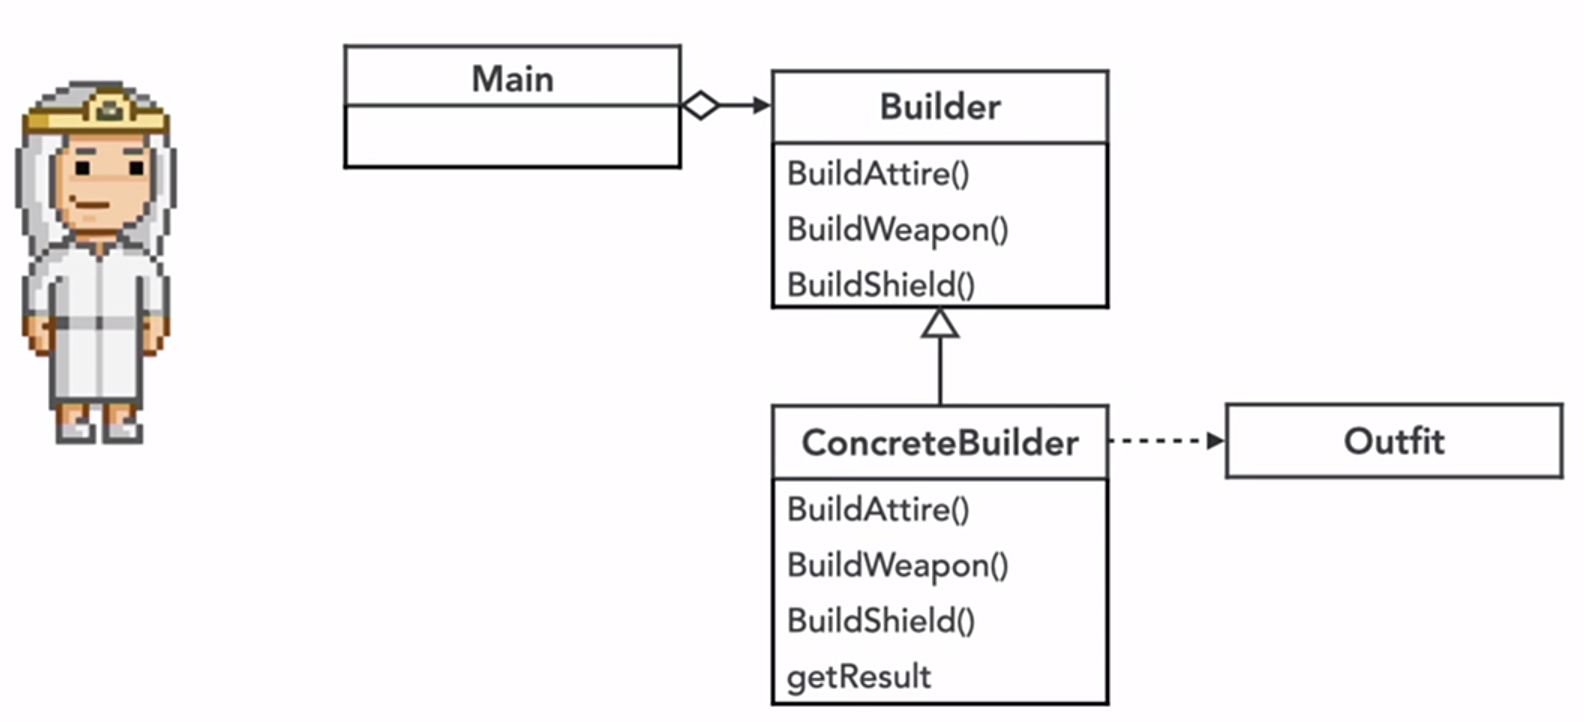 Main
Builder
BuildAttire()
BuildWeapon()
BuildShield()
ConcreteBuilder
BuildAttire()
BuildWeapon()
BuildShield()
getResult
Outfit